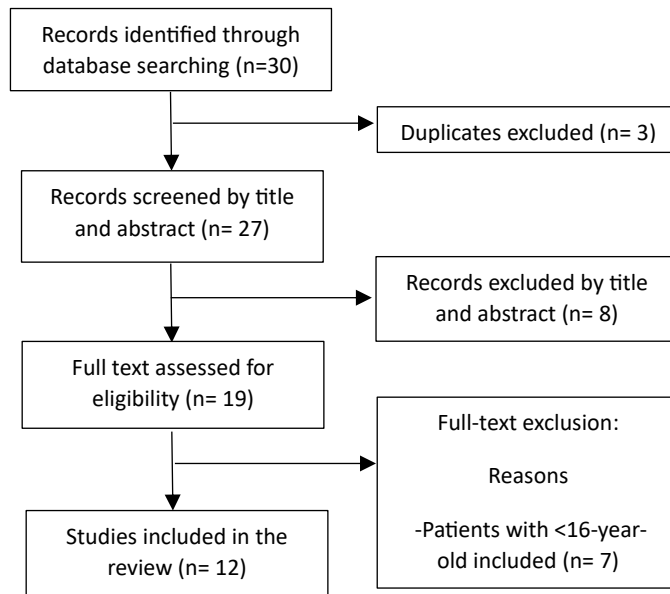 Records identified through
database searching (n=30)
Duplicates excluded (n= 3)
Records screened by title
and abstract (n= 27)
Records excluded by title
and abstract (n= 8)
Full text assessed for
eligibility (n= 19)
Full-text exclusion:
Reasons
-Patients with <16-year-
old included (n= 7)
Studies included in the
review (n= 12)